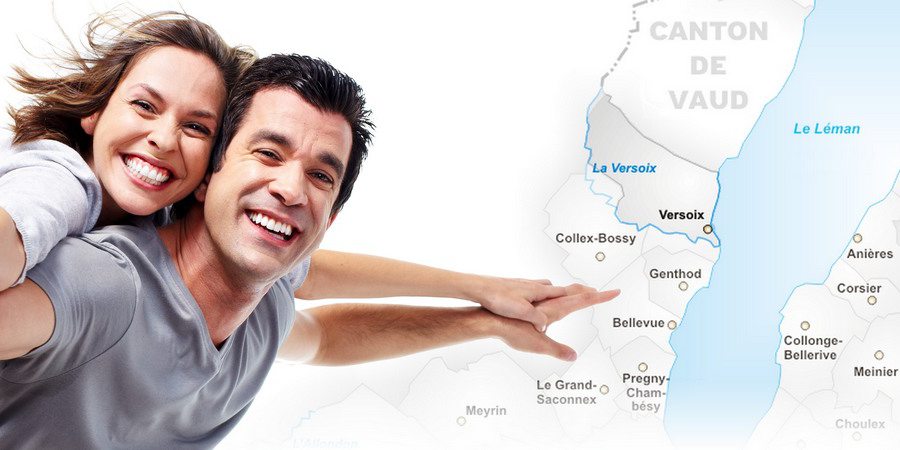 CANTON
DE
VAUD
Le Léman
La Versoix
Versoix
Collex-Bossy
Anières
Genthod
Corsier
Bellevue
Collonge-
Bellerive
Meinier
Pregny-
Cham-
bésy
Le Grand-
Saconnex
Meyrin
Choulex
L'Allondon